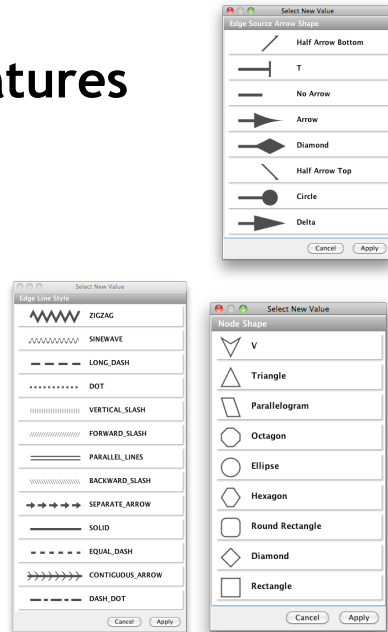 atures
Select New Value
Edge Source Arrow Shape
Half Arrow Bottom
T
No Arrow
Arrow
Diamond
Half Arrow Top
Circle
Delta
Cancel Apply
Select New Value
Edge Line Style
ZIGZAG
SINEWAVE
LONG_DASH
DOT
VERTICAL_SLASH
FORWARD_SLASH
PARALLEL_LINES
BACKWARD_SLASH
SEPARATE_ARROW
SOLID
EQUAL_DASH
CONTIGUOUS_ARROW
DASH_DOT
Cancel Apply
Select New Value
Node Shape
V
Triangle
Parallelogram
Octagon
Ellipse
Hexagon
Round Rectangle
Diamond
Rectangle
Cancel Apply